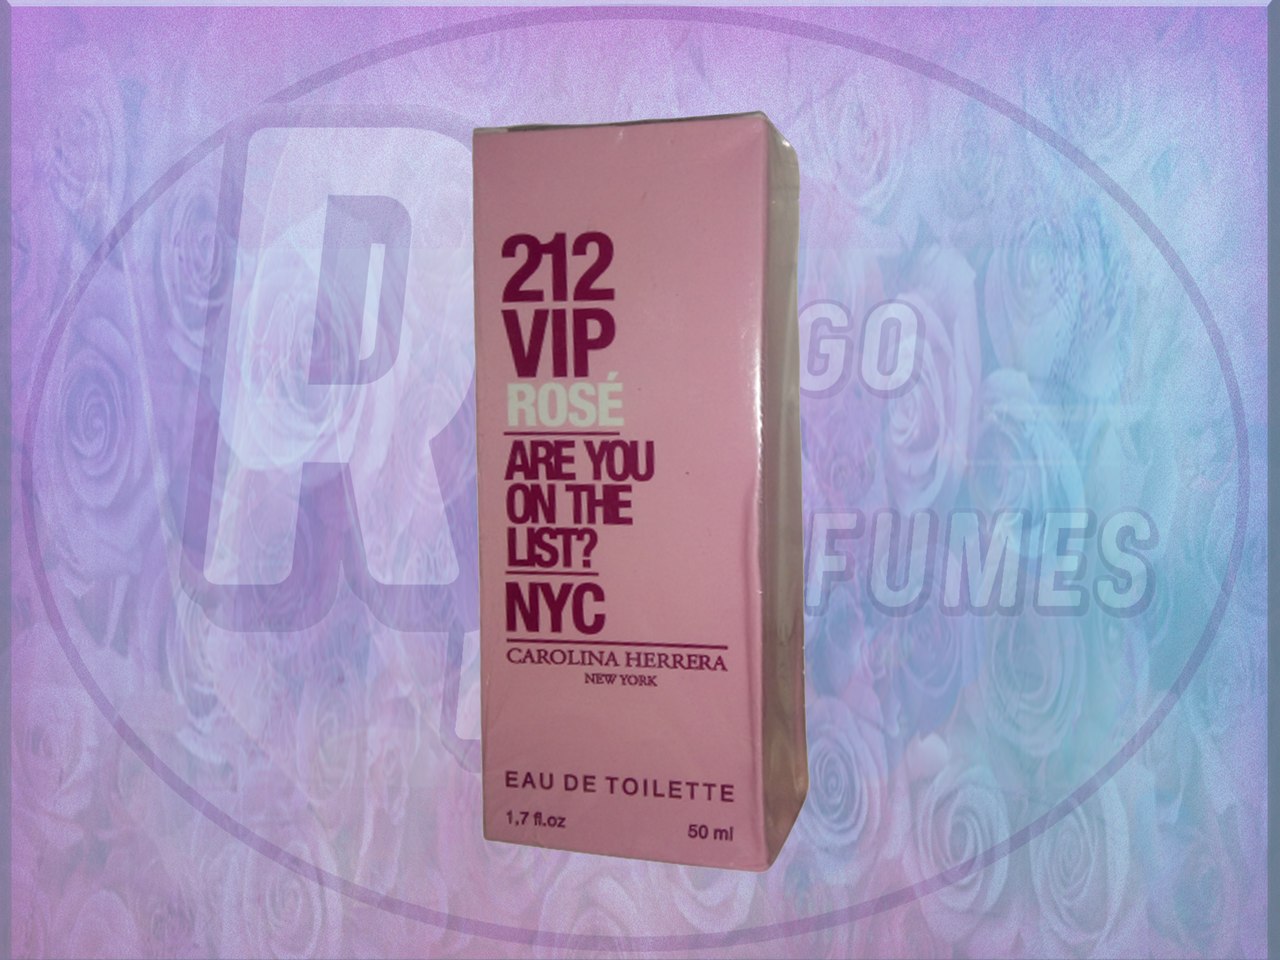 212
VIP
ROSÉ
ARE YOU
ON THE
LIST?
NYC
CAROLINA HERRERA
NEW YORK
EAU DE TOILETTE
1,7 fl.oz
50 ml
R
GO
FUMES